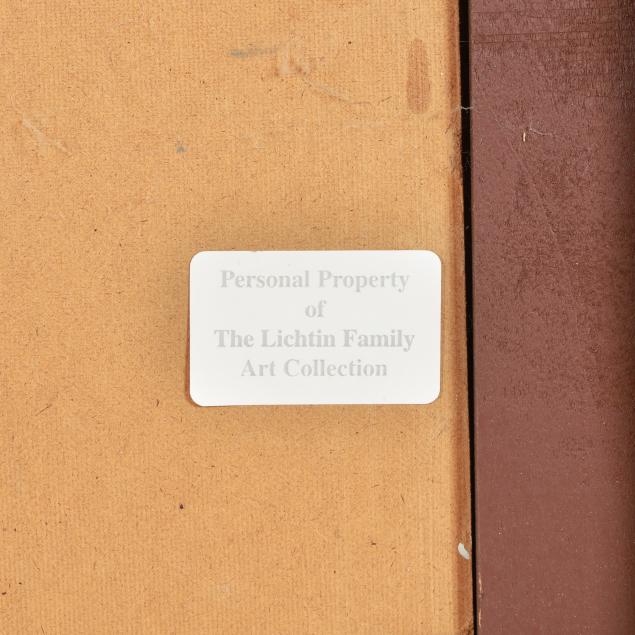 Personal Property
of
The Lichtin Family
Art Collection